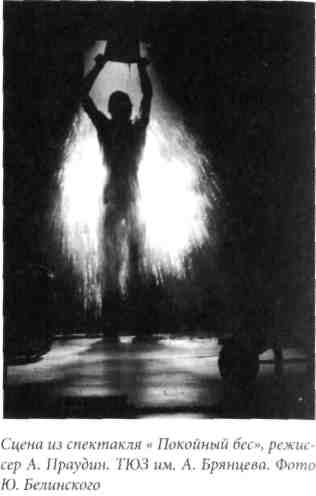 Сцена из спектакля « Покойный бес», режис-
сер А. Праудин. ТЮЗ им. А. Брянцева. Фото
Ю. Белинского